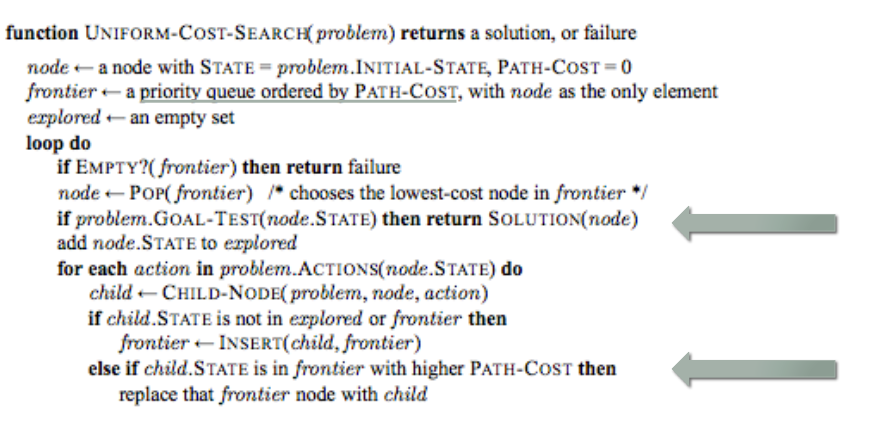 function UNIFORM-COST-SEARCH(problem) returns a solution, or failure
node ← a node with STATE = problem.INITIAL-STATE, PATH-COST = 0
frontier ← a priority queue ordered by PATH-COST, with node as the only element
explored ← an empty set
loop do
if EMPTY?(frontier) then return failure
node ← POP(frontier) /* chooses the lowest-cost node in frontier */
if problem.GOAL-TEST(node.STATE) then return SOLUTION(node)
add node.STATE to explored
for each action in problem.ACTIONS(node.STATE) do
child ← CHILD-NODE(problem, node, action)
if child.STATE is not in explored or frontier then
frontier ← INSERT(child, frontier)
else if child.STATE is in frontier with higher PATH-COST then
replace that frontier node with child